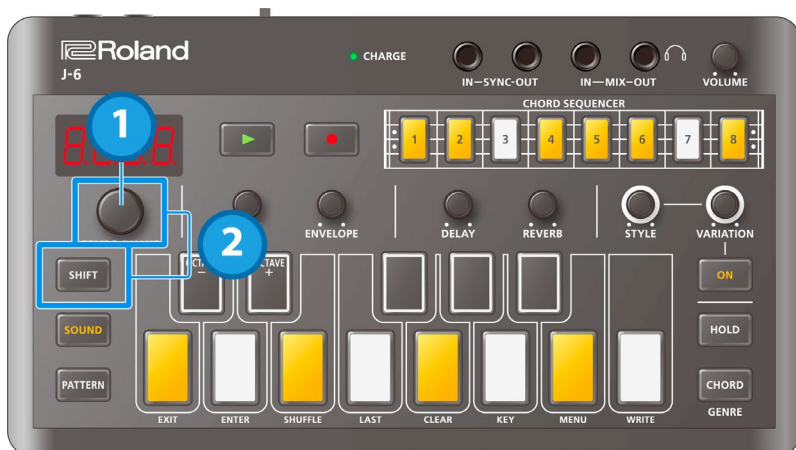 Roland
J-6
CHARGE
IN—SYNC-OUT
IN—MIX—OUT
VOLUME
CHORD SEQUENCER
1
2
3
4
5
6
7
8
1
2
ENVELOPE
DELAY
REVERB
STYLE
VARIATION
SHIFT
ON
SOUND
HOLD
PATTERN
CHORD
GENRE
EXIT
ENTER
SHUFFLE
LAST
CLEAR
KEY
MENU
WRITE